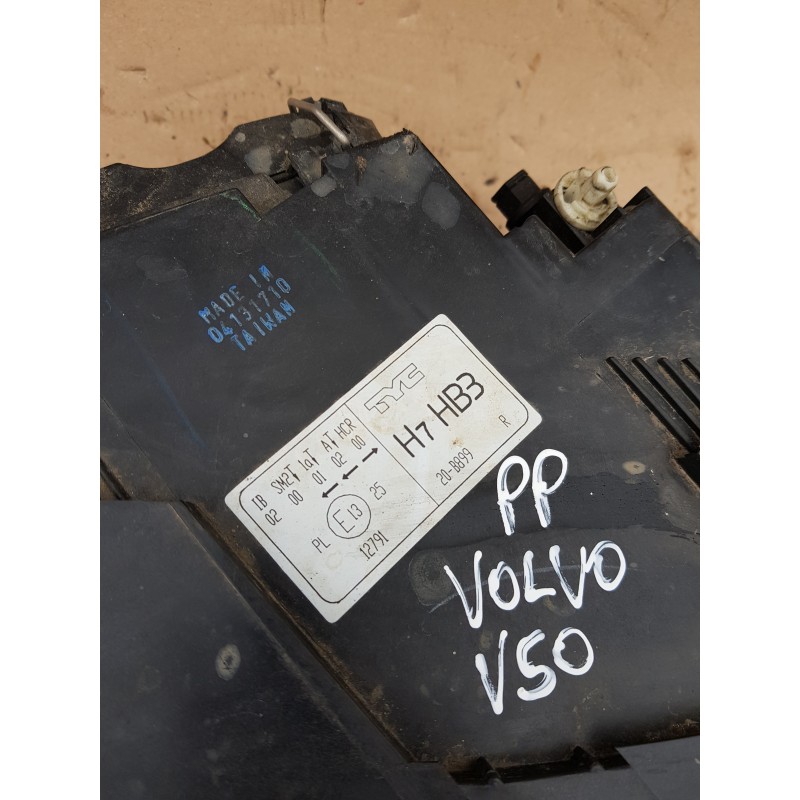 MADE IN
04131710
TAIWAN
TYC
H7 HB3
20-B899 R
IB SM2T IaT AT HCR
02 00 01 02 00
PL E13 25
12791
PP
VOLVO
V50